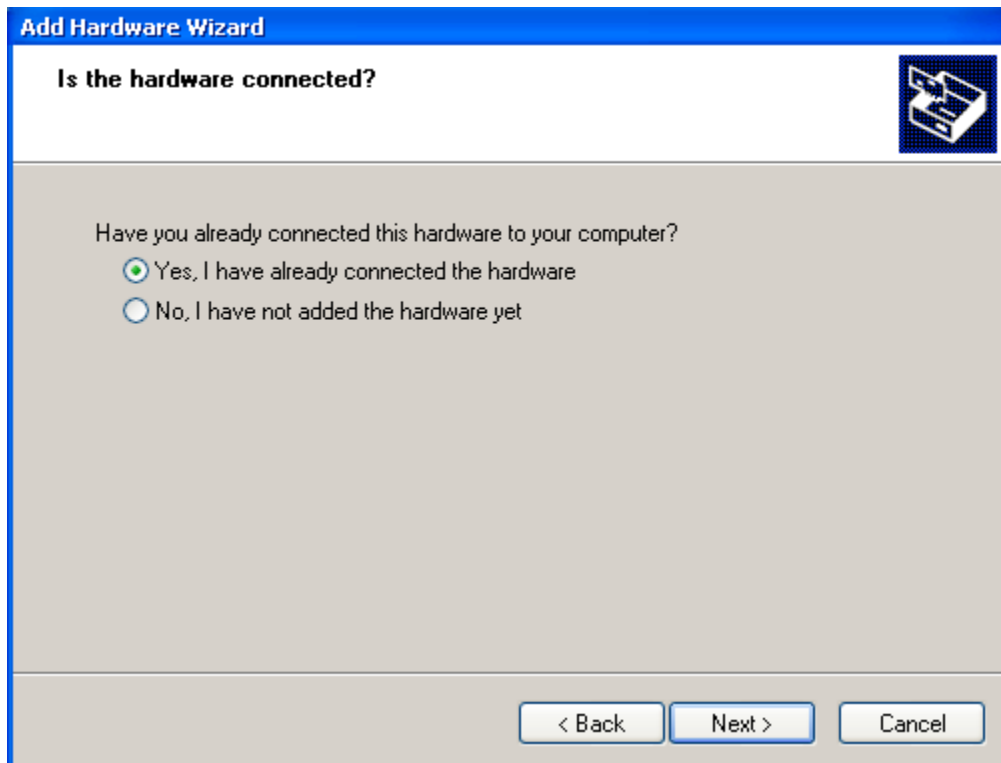 Add Hardware Wizard
Is the hardware connected?
Have you already connected this hardware to your computer?
Yes, I have already connected the hardware
No, I have not added the hardware yet
< Back Next > Cancel